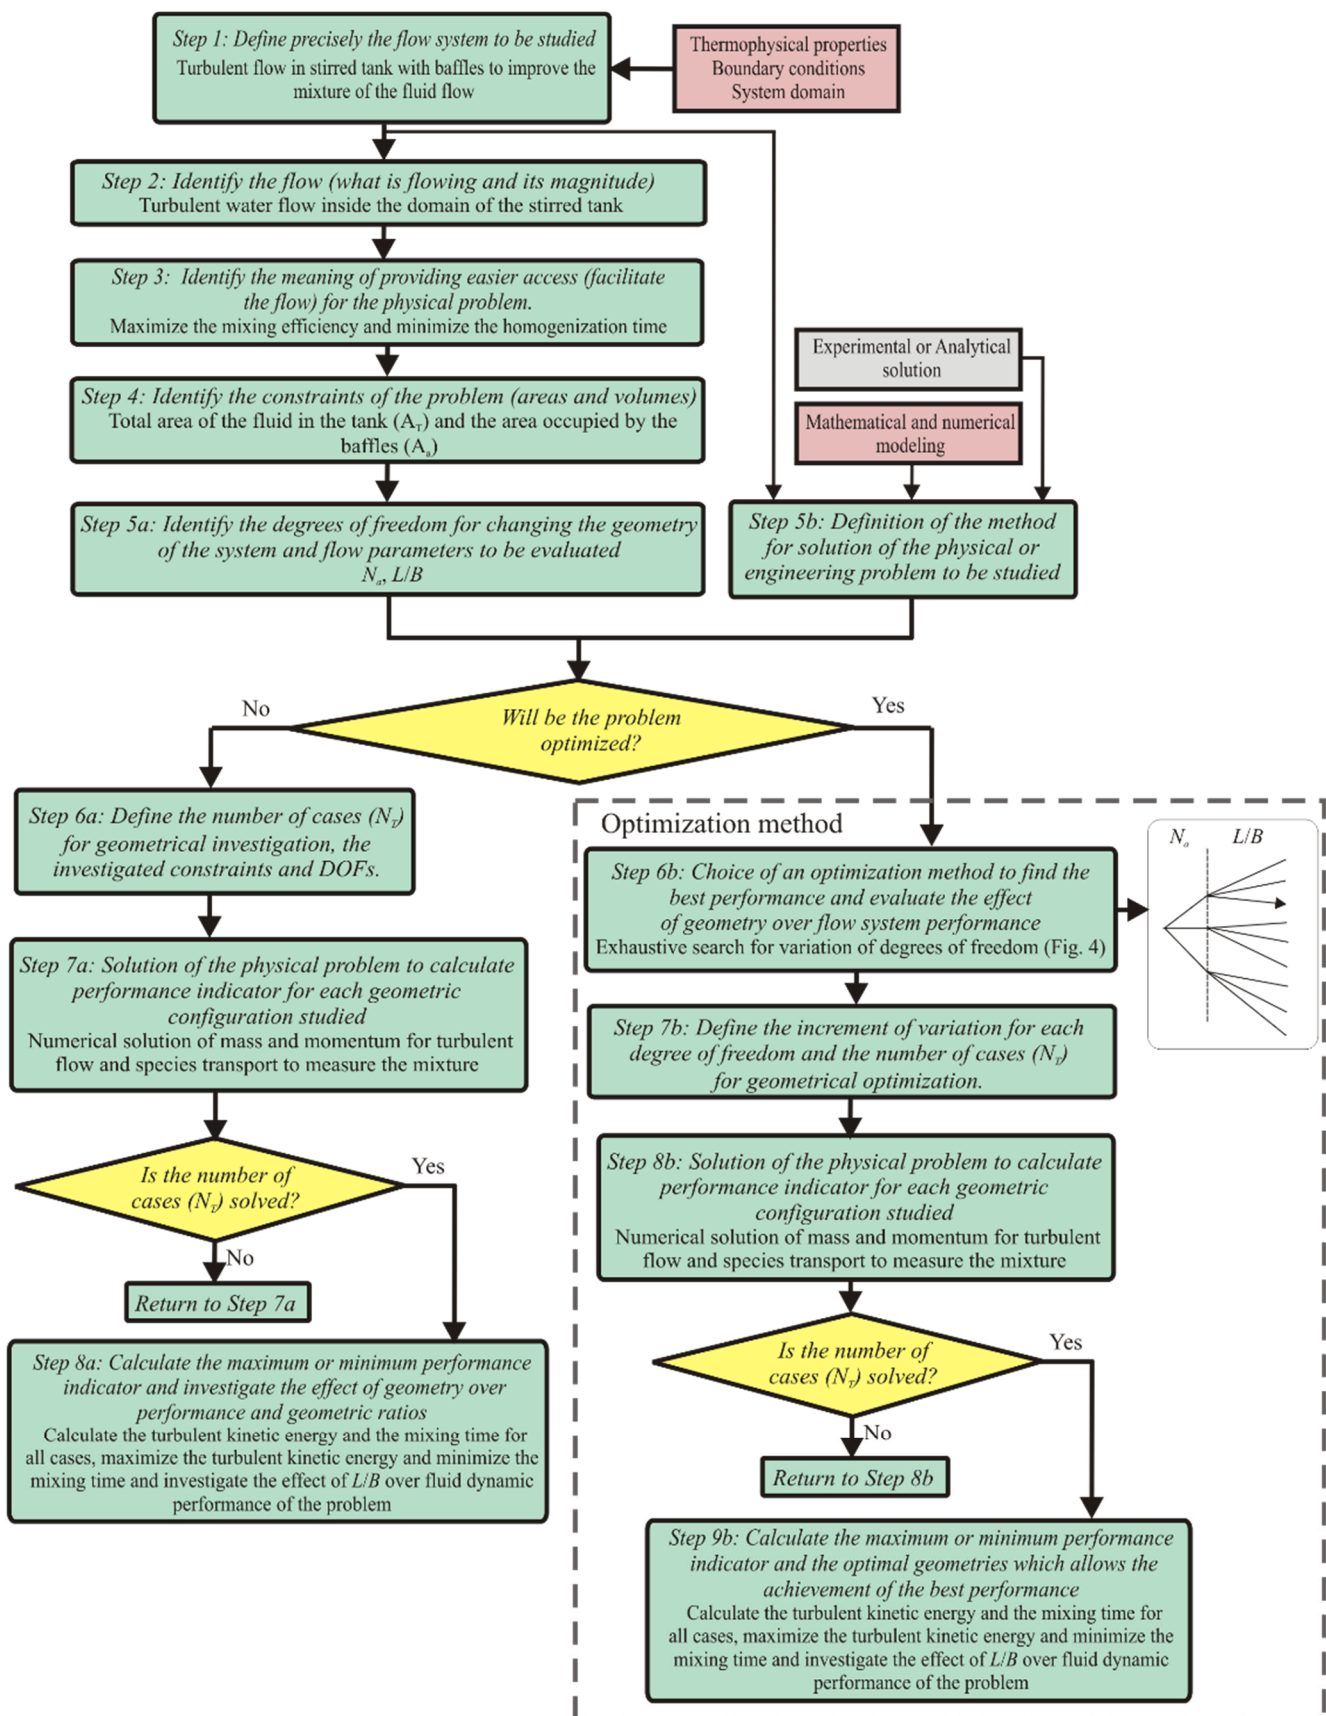 Step 1: Define precisely the flow system to be studied
Turbulent flow in stirred tank with baffles to improve the
mixture of the fluid flow
Thermophysical properties
Boundary conditions
System domain
Step 2: Identify the flow (what is flowing and its magnitude)
Turbulent water flow inside the domain of the stirred tank
Step 3: Identify the meaning of providing easier access (facilitate
the flow) for the physical problem.
Maximize the mixing efficiency and minimize the homogenization time
Experimental or Analytical
solution
Step 4: Identify the constraints of the problem (areas and volumes)
Total area of the fluid in the tank (A_T) and the area occupied by the
baffles (A_a)
Mathematical and numerical
modeling
Step 5a: Identify the degrees of freedom for changing the geometry
of the system and flow parameters to be evaluated
N_a, L/B
Step 5b: Definition of the method
for solution of the physical or
engineering problem to be studied
Will be the problem
optimized?
No
Yes
Step 6a: Define the number of cases (N_T)
for geometrical investigation, the
investigated constraints and DOFs.
Step 7a: Solution of the physical problem to calculate
performance indicator for each geometric
configuration studied
Numerical solution of mass and momentum for turbulent
flow and species transport to measure the mixture
Is the number of
cases (N_T) solved?
Yes
No
Return to Step 7a
Step 8a: Calculate the maximum or minimum performance
indicator and investigate the effect of geometry over
performance and geometric ratios
Calculate the turbulent kinetic energy and the mixing time for
all cases, maximize the turbulent kinetic energy and minimize the
mixing time and investigate the effect of L/B over fluid dynamic
performance of the problem
Optimization method
Step 6b: Choice of an optimization method to find the
best performance and evaluate the effect
of geometry over flow system performance
Exhaustive search for variation of degrees of freedom (Fig. 4)
N_a L/B
Step 7b: Define the increment of variation for each
degree of freedom and the number of cases (N_T)
for geometrical optimization.
Step 8b: Solution of the physical problem to calculate
performance indicator for each geometric
configuration studied
Numerical solution of mass and momentum for turbulent
flow and species transport to measure the mixture
Is the number of
cases (N_T) solved?
Yes
No
Return to Step 8b
Step 9b: Calculate the maximum or minimum performance
indicator and the optimal geometries which allows the
achievement of the best performance
Calculate the turbulent kinetic energy and the mixing time for
all cases, maximize the turbulent kinetic energy and minimize the
mixing time and investigate the effect of L/B over fluid dynamic
performance of the problem